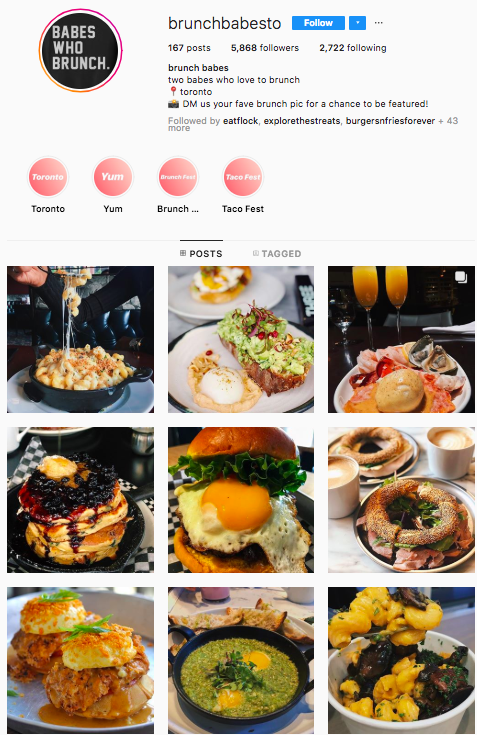 BABES
WHO
BRUNCH.
brunchbabesto Follow ...
167 posts 5,868 followers 2,722 following
brunch babes
two babes who love to brunch
📍toronto
📸 DM us your fave brunch pic for a chance to be featured!
Followed by eatflock, explorethestreats, burgersnfriesforever + 43
more
Toronto Yum Brunch Fest Taco Fest
Toronto Yum Brunch ... Taco Fest
POSTS TAGGED